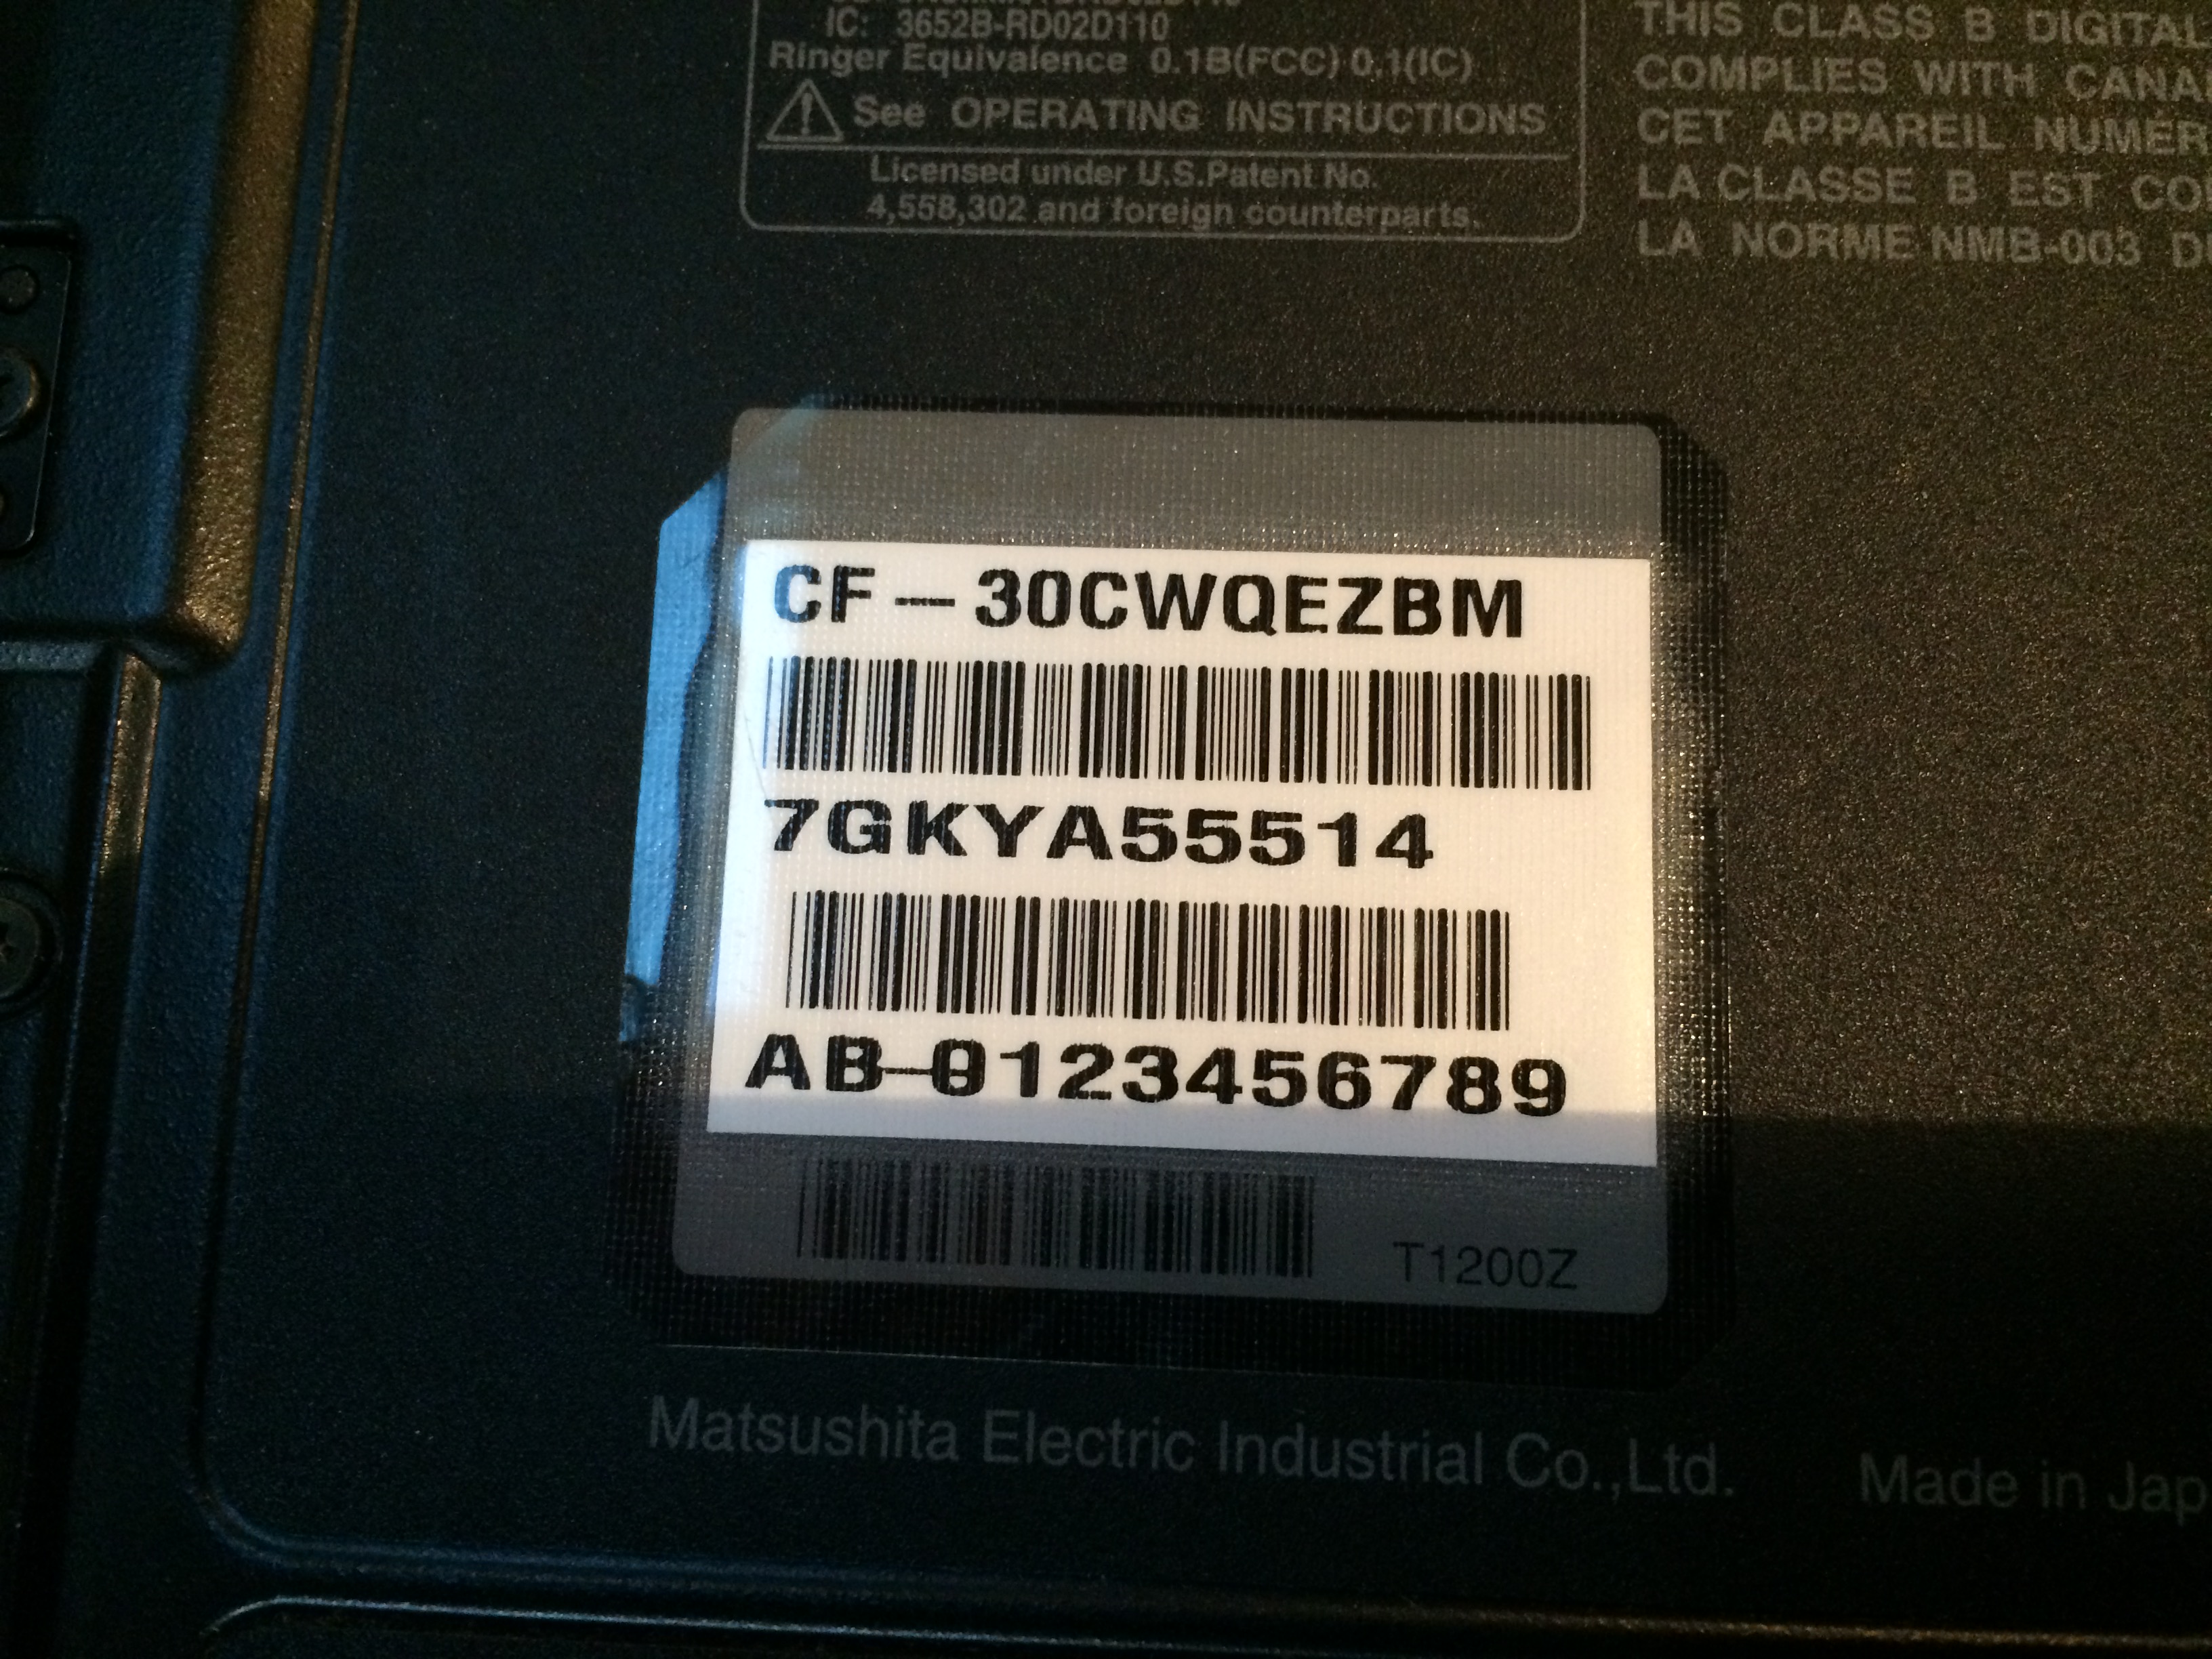 IC: 3652B-RD02D110
Ringer Equivalence 0.1B(FCC) 0.1(IC)
See OPERATING INSTRUCTIONS
Licensed under U.S.Patent No.
4,558,302 and foreign counterparts.
THIS CLASS B DIGITAL
COMPLIES WITH CANA
CET APPAREIL NUMÉR
LA CLASSE B EST CO
LA NORME NMB-003 D
CF-30CWQEZBM
7GKYA55514
AB-0123456789
T1200Z
Matsushita Electric Industrial Co.,Ltd.
Made in Jap